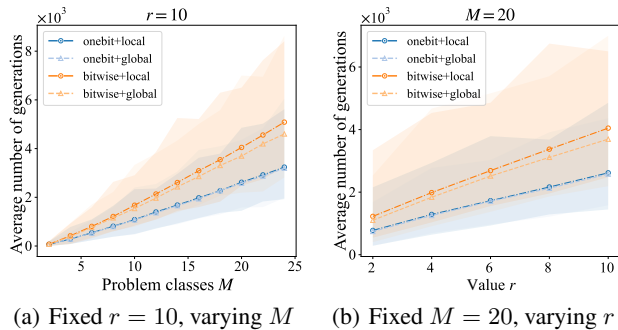 ×10³
r = 10
8
6
4
2
0
Average number of generations
onebit+local
onebit+global
bitwise+local
bitwise+global
5
10
15
20
25
Problem classes M
(a) Fixed r = 10, varying M
×10³
M = 20
6
4
2
0
Average number of generations
onebit+local
onebit+global
bitwise+local
bitwise+global
2
4
6
8
10
Value r
(b) Fixed M = 20, varying r